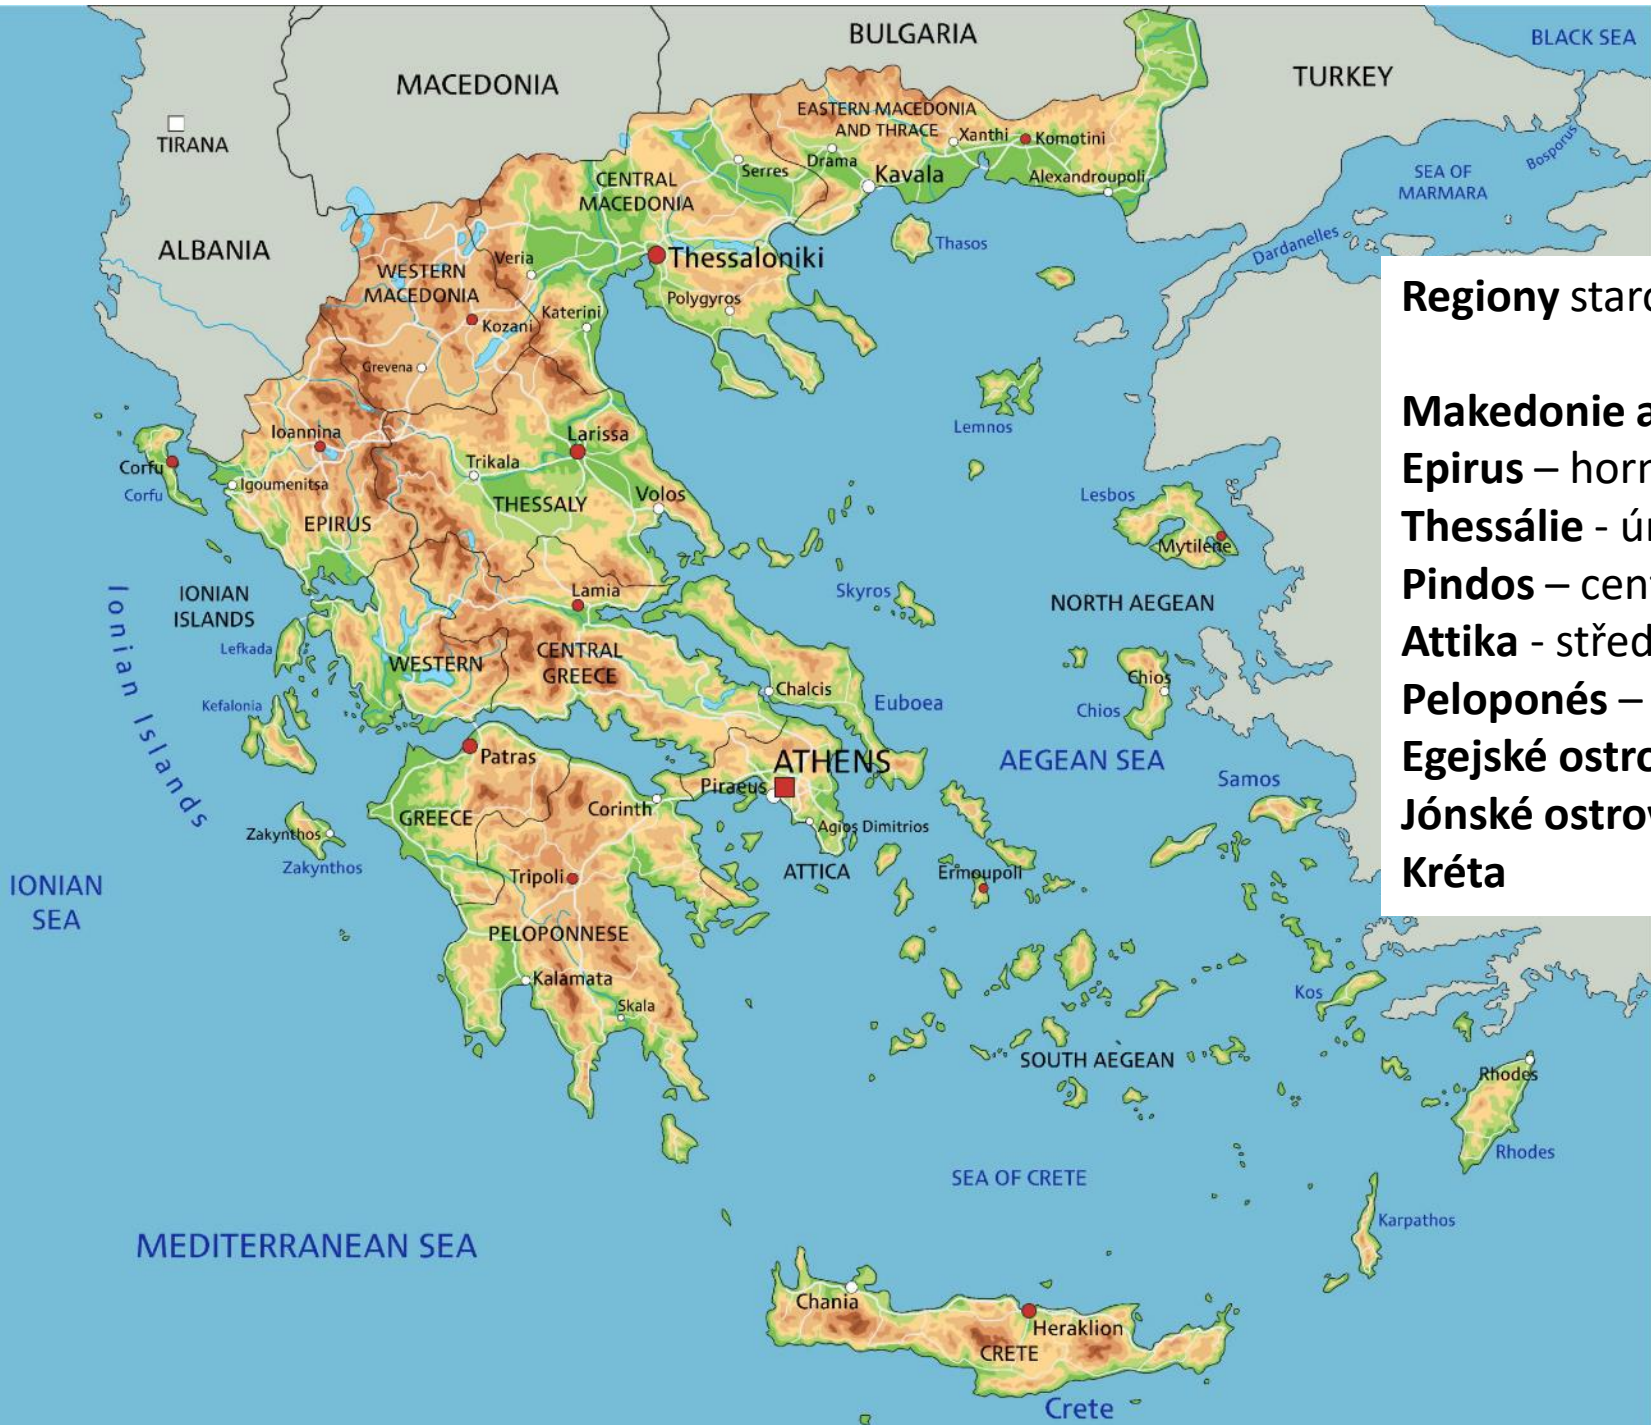 BULGARIA
BLACK SEA
MACEDONIA
TURKEY
EASTERN MACEDONIA
AND THRACE
Xanthi
Komotini
TIRANA
Bosporus
Drama
Serres
Kavala
Alexandroupoli
CENTRAL
MACEDONIA
SEA OF
MARMARA
ALBANIA
Thasos
Dardanelles
Veria
Thessaloniki
WESTERN
MACEDONIA
Polygyros
Katerini
Kozani
Grevena
Lemnos
Ioannina
Larissa
Corfu
Corfu
Trikala
Igoumenitsa
THESSALY
Volos
Lesbos
EPIRUS
Mytilene
Ionian Islands
IONIAN
ISLANDS
Lamia
Skyros
NORTH AEGEAN
Lefkada
WESTERN
CENTRAL
GREECE
Chios
Chios
Chalcis
Euboea
Kefalonia
Patras
ATHENS
AEGEAN SEA
Piraeus
Samos
Corinth
GREECE
Zakynthos
Zakynthos
Agios Dimitrios
ATTICA
Ermoupoli
Tripoli
IONIAN
SEA
PELOPONNESE
Kalamata
Skala
Kos
SOUTH AEGEAN
Rhodes
Rhodes
SEA OF CRETE
Karpathos
MEDITERRANEAN SEA
Chania
Heraklion
CRETE
Crete
Regiony staro
Makedonie a
Epirus – horn
Thessálie - úr
Pindos – cent
Attika - střed
Peloponés –
Egejské ostro
Jónské ostrov
Kréta